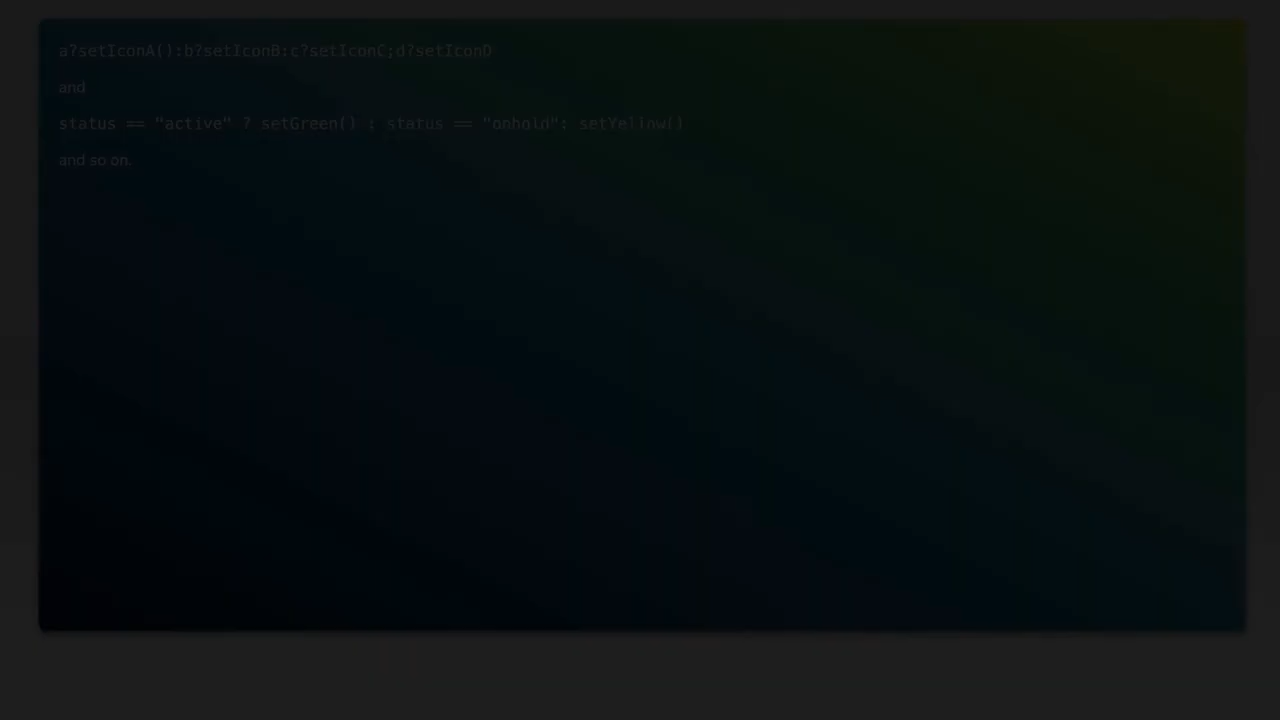 a?setIconA():b?setIconB:c?setIconC;d?setIconD
and
status == "active" ? setGreen() : status == "onhold": setYellow()
and so on.